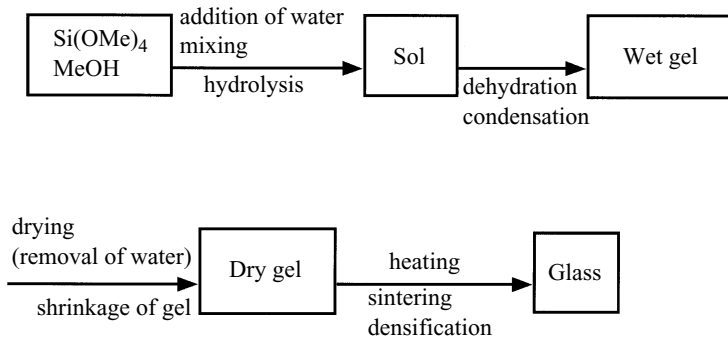 Si(OMe)4
MeOH
addition of water
mixing
hydrolysis
Sol
dehydration
condensation
Wet gel
drying
(removal of water)
shrinkage of gel
Dry gel
heating
sintering
densification
Glass